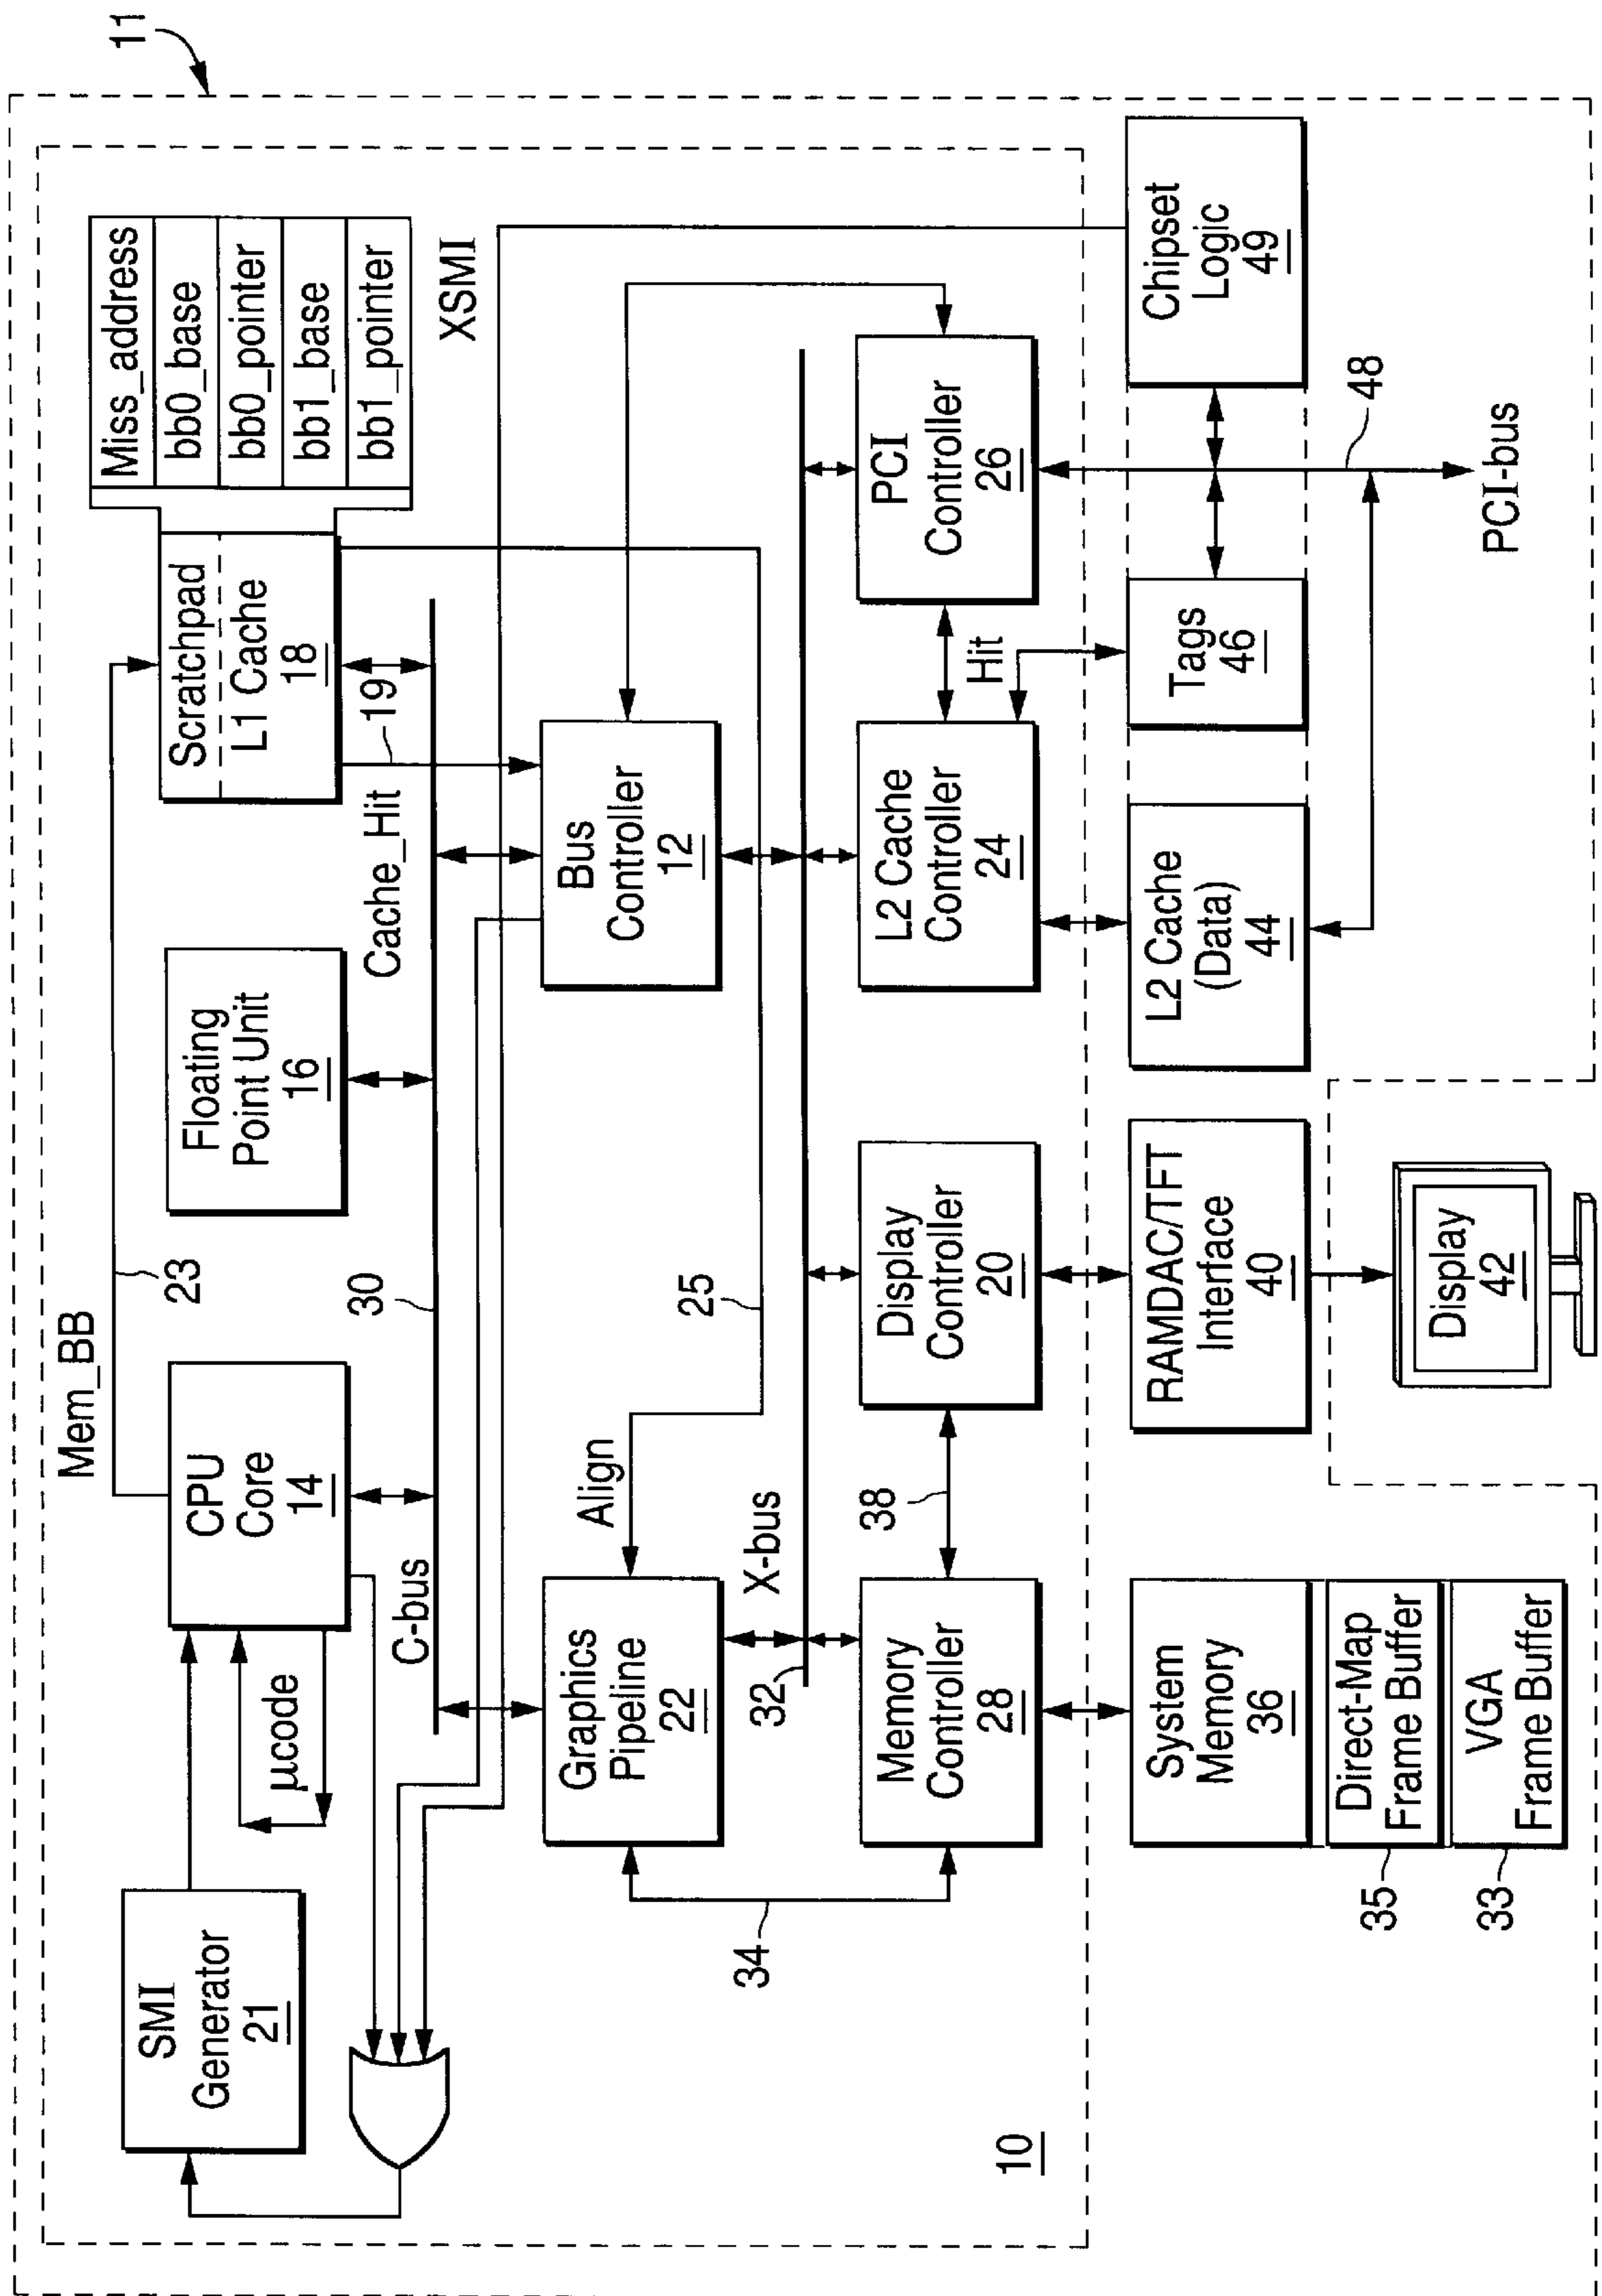 11
SMI
Generator
21
µcode
CPU
Core
14
Mem_BB
23
Floating
Point Unit
16
Scratchpad
L1 Cache
18
Miss_address
bb0_base
bb0_pointer
bb1_base
bb1_pointer
C-bus
30
Cache_Hit
19
XSMI
Graphics
Pipeline
22
Align
25
Bus
Controller
12
34
32
X-bus
Memory
Controller
28
38
Display
Controller
20
L2 Cache
Controller
24
Hit
PCI
Controller
26
10
System
Memory
36
Direct-Map
Frame Buffer
VGA
Frame Buffer
35
33
RAMDAC/TFT
Interface
40
Display
42
L2 Cache
(Data)
44
Tags
46
Chipset
Logic
49
48
PCI-bus